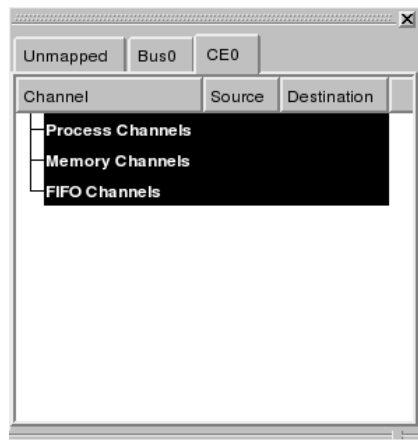 Unmapped Bus0 CE0
Channel Source Destination
Process Channels
Memory Channels
FIFO Channels